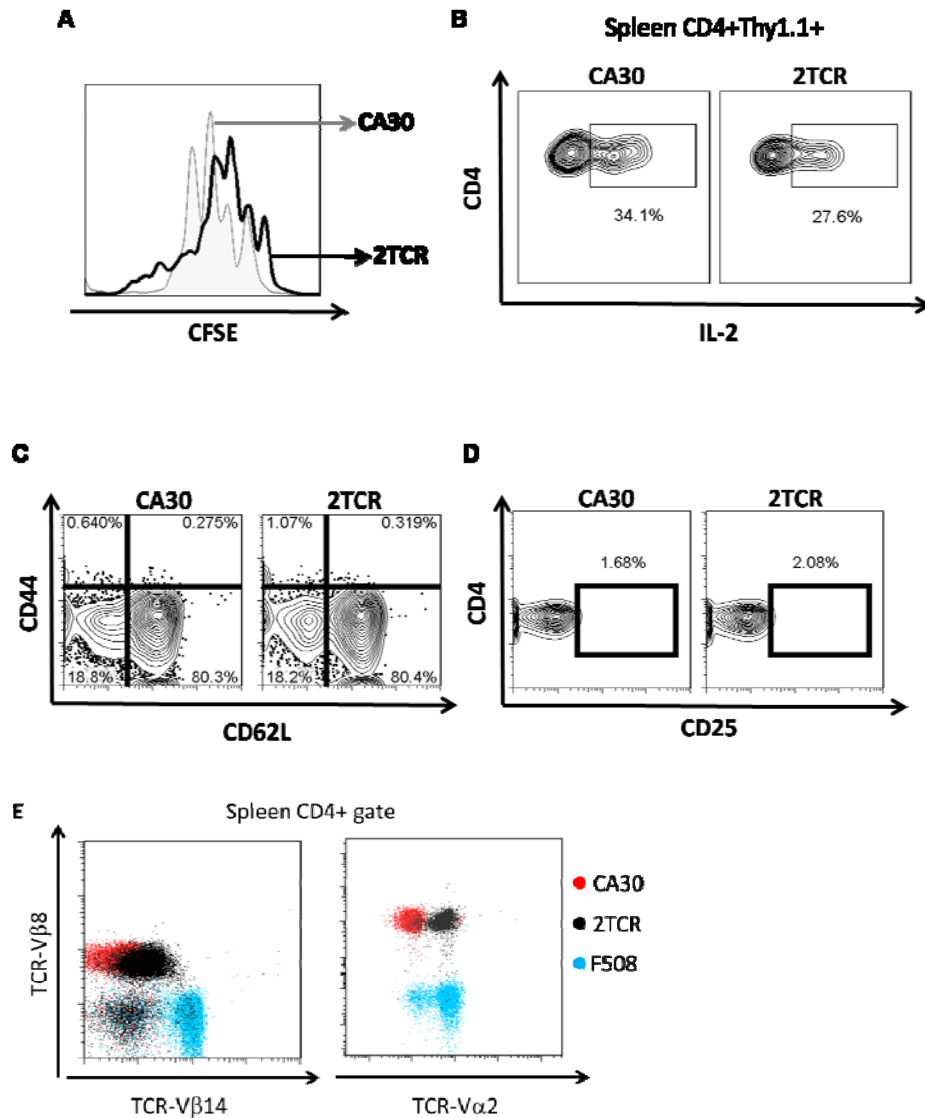 A
CA30
2TCR
CFSE
B
Spleen CD4+Thy1.1+
CA30
2TCR
CD4
34.1%
27.6%
IL-2
C
CA30
2TCR
0.640%
0.275%
1.07%
0.319%
CD44
18.8%
80.3%
18.2%
80.4%
CD62L
D
CA30
2TCR
1.68%
2.08%
CD4
CD25
E
Spleen CD4+ gate
CA30
2TCR
F508
TCR-Vβ8
TCR-Vβ14
TCR-Vα2